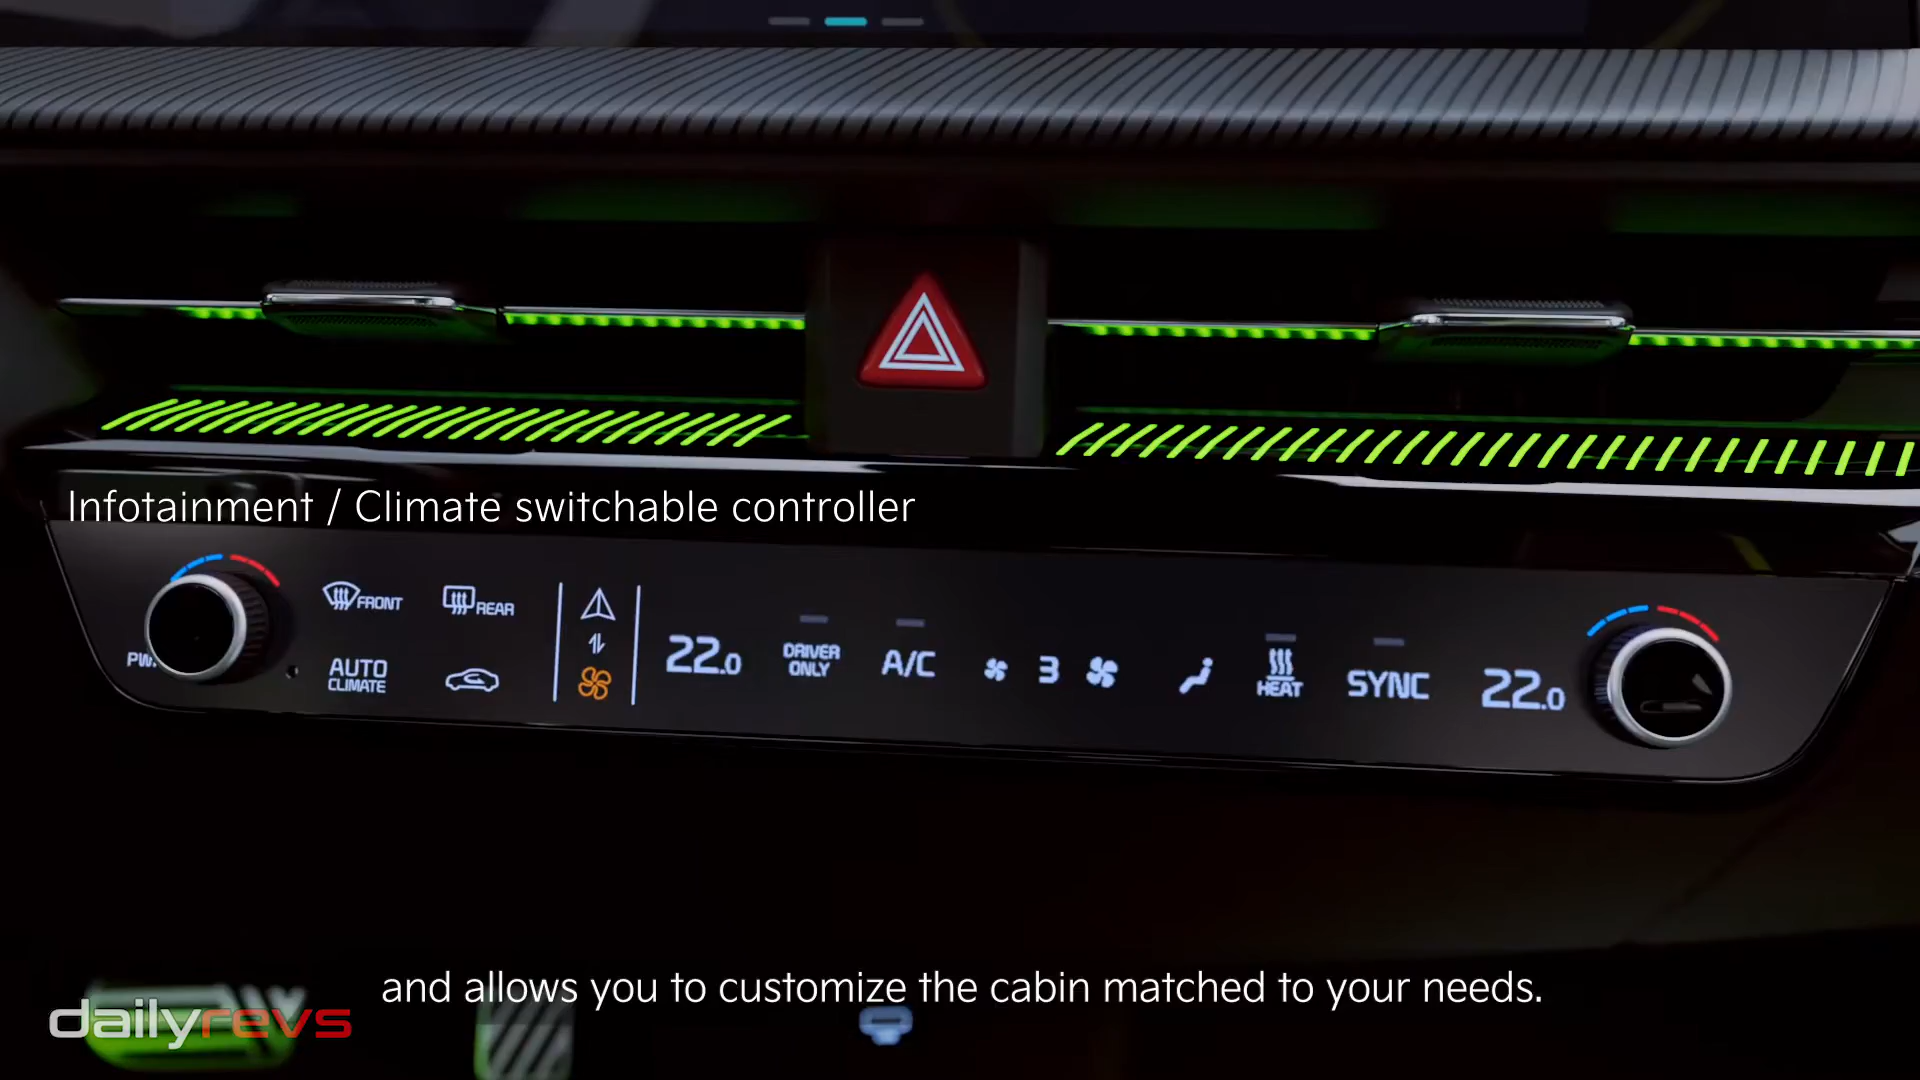 Infotainment / Climate switchable controller
FRONT
REAR
PW
AUTO
CLIMATE
22.0
DRIVER
ONLY
A/C
3
HEAT
SYNC
22.0
and allows you to customize the cabin matched to your needs.
dailyrevs